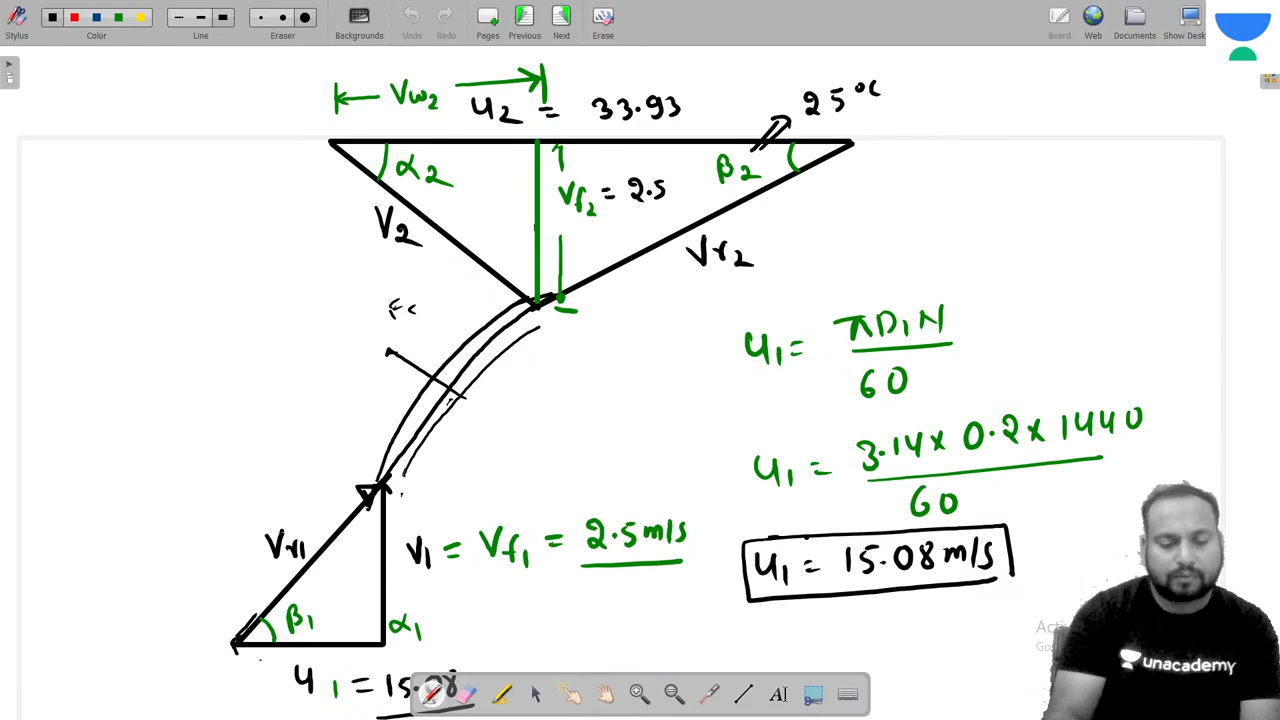 Stylus Color Line Eraser Backgrounds Undo Redo Pages Previous Next Erase Board Web Documents Show Desk
Vw2
u2 = 33.93
25°C
α2
Vf2 = 2.5
β2
V2
Vr2
u1 = πD1N
60
u1 = 3.14 x 0.2 x 1440
60
Vr1
V1 = Vf1 = 2.5 m/s
u1 = 15.08 m/s
β1
α1
u1 = 15.08
unacademy